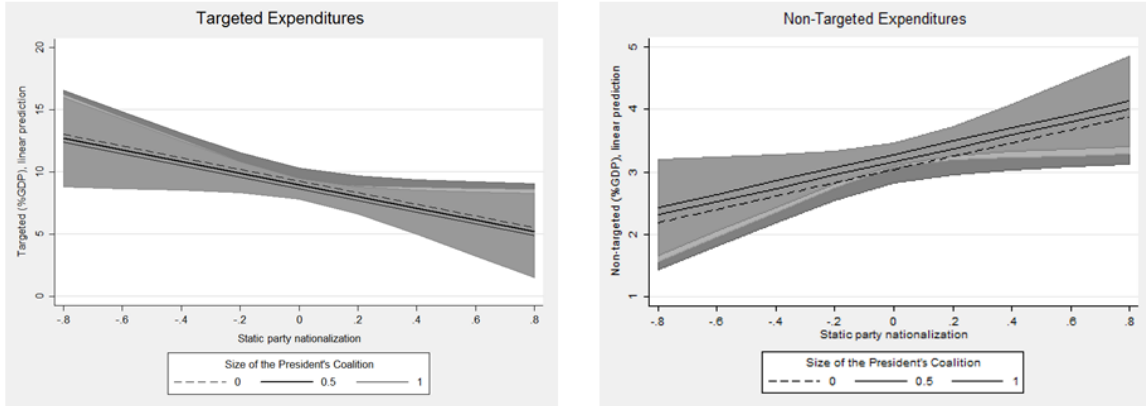 Targeted Expenditures
Targeted (%GDP), linear prediction
20
15
10
5
0
-.8 -.6 -.4 -.2 0 .2 .4 .6 .8
Static party nationalization
Size of the President's Coalition
0 0.5 1
Non-Targeted Expenditures
Non-targeted (%GDP), linear prediction
5
4
3
2
1
-.8 -.6 -.4 -.2 0 .2 .4 .6 .8
Static party nationalization
Size of the President's Coalition
0 0.5 1